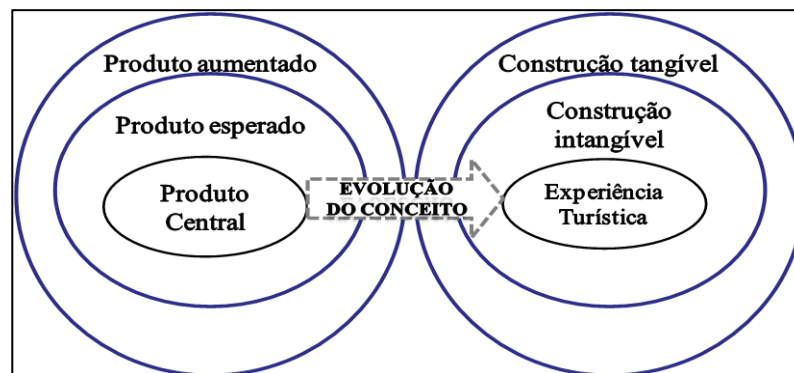 Produto aumentado
Produto esperado
Produto
Central
EVOLUÇÃO
DO CONCEITO
Construção tangível
Construção
intangível
Experiência
Turística